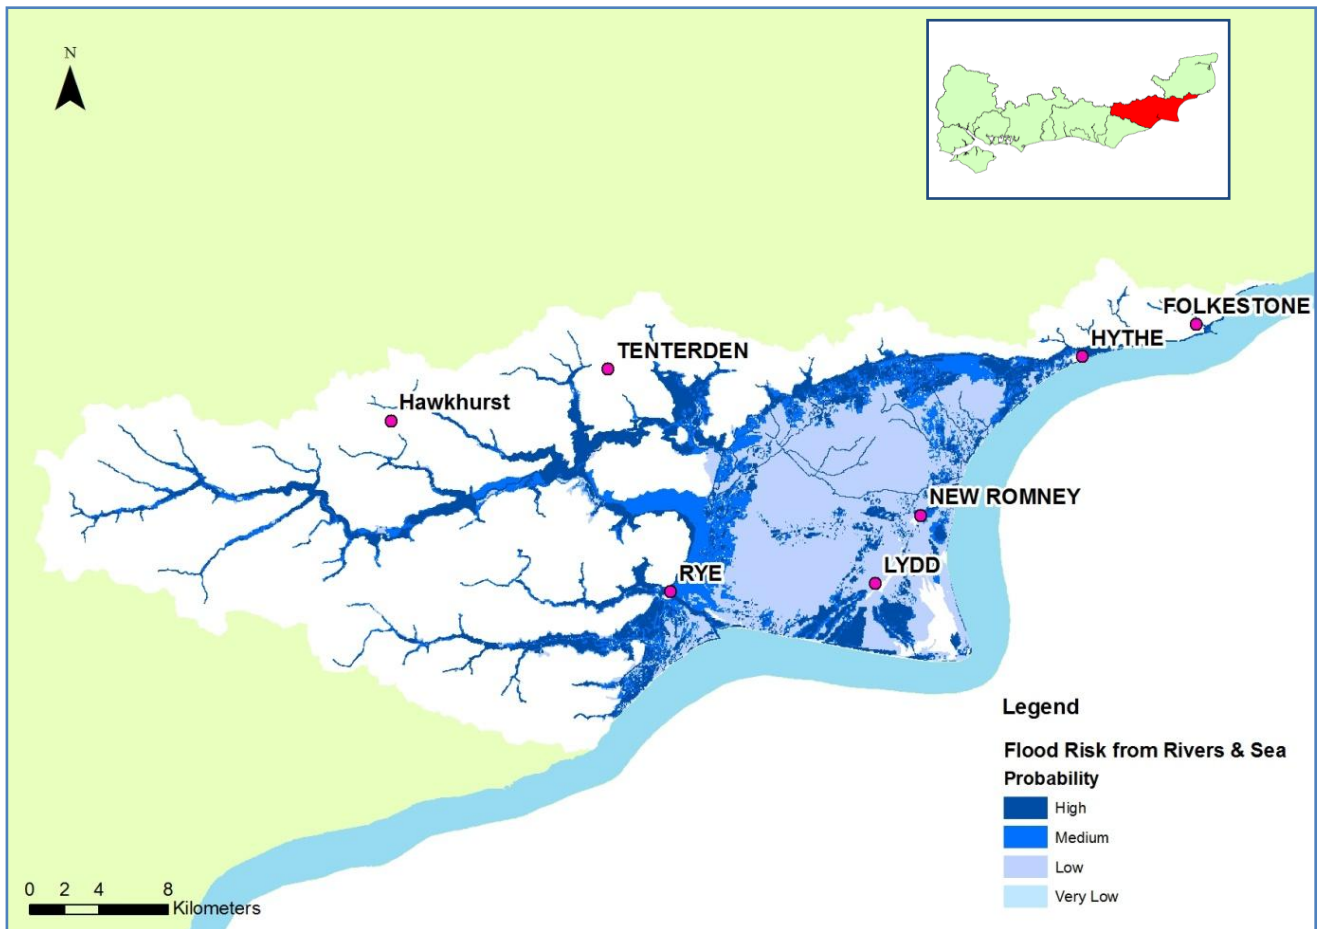 N
FOLKESTONE
HYTHE
TENTERDEN
Hawkhurst
NEW ROMNEY
RYE
LYDD
Legend
Flood Risk from Rivers & Sea
Probability
High
Medium
Low
Very Low
0 2 4 8
Kilometers